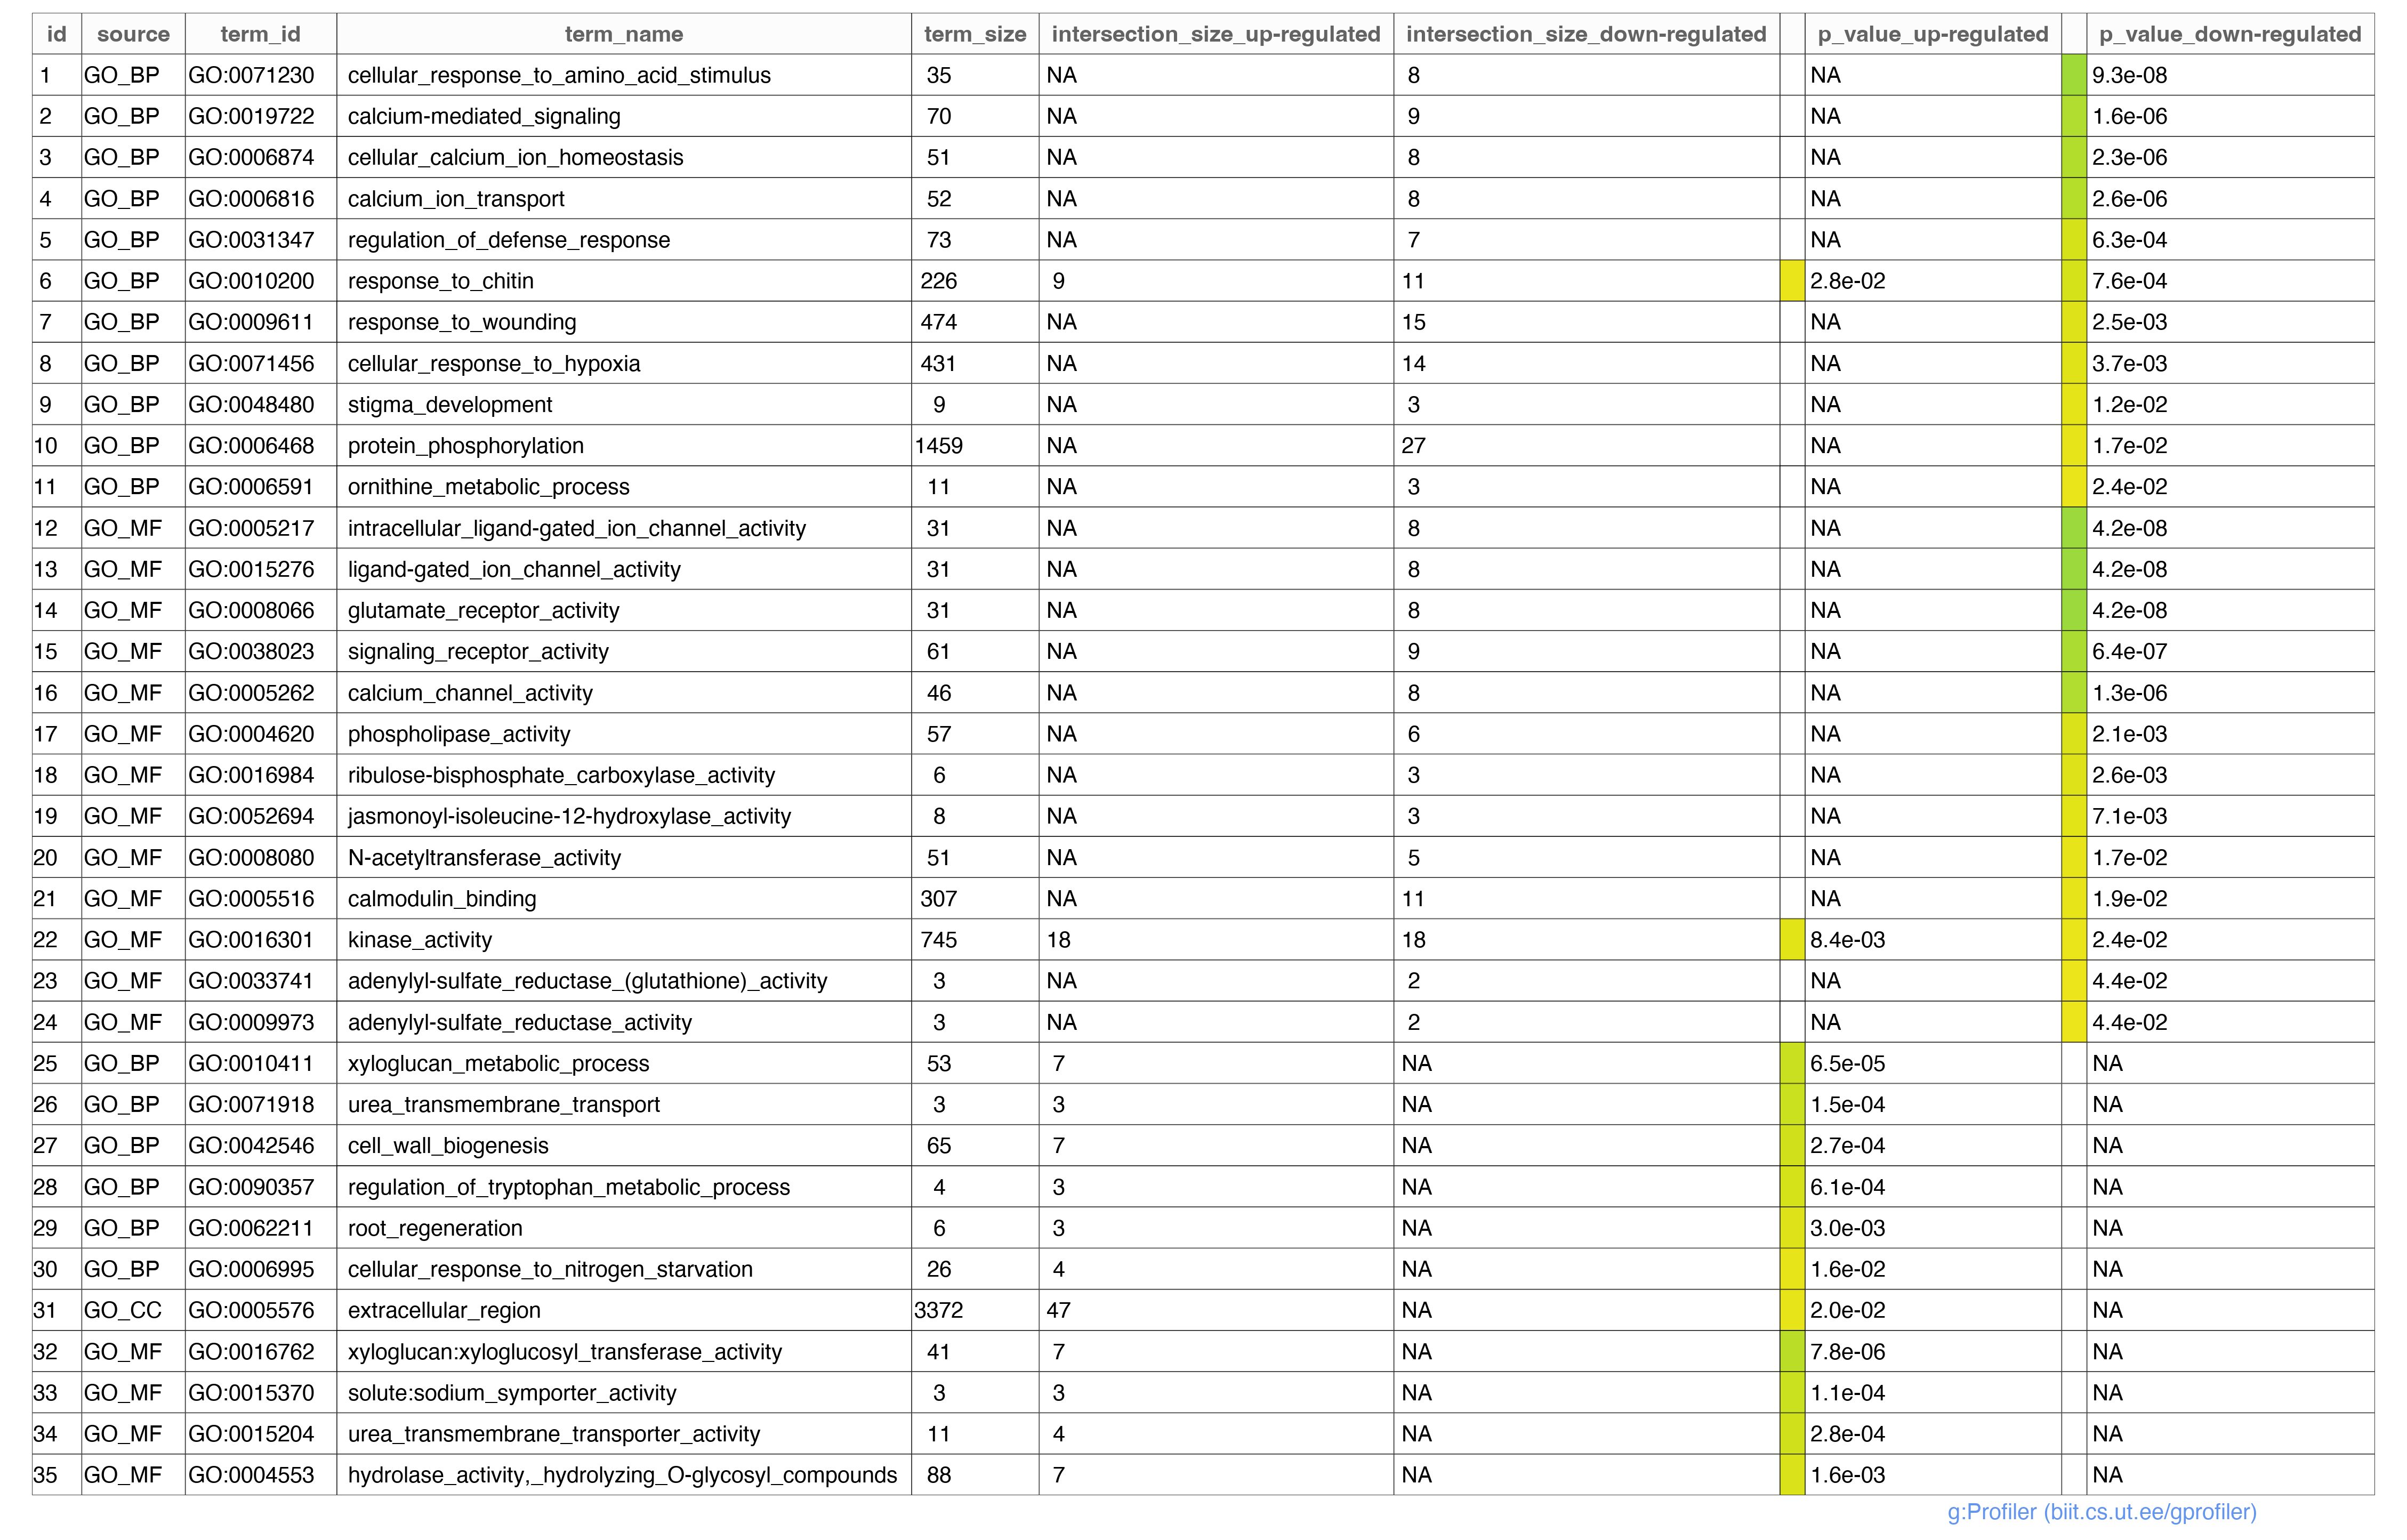 id source term_id term_name term_size intersection_size_up-regulated intersection_size_down-regulated p_value_up-regulated p_value_down-regulated
1 GO_BP GO:0071230 cellular_response_to_amino_acid_stimulus 35 NA 8 NA 9.3e-08
2 GO_BP GO:0019722 calcium-mediated_signaling 70 NA 9 NA 1.6e-06
3 GO_BP GO:0006874 cellular_calcium_ion_homeostasis 51 NA 8 NA 2.3e-06
4 GO_BP GO:0006816 calcium_ion_transport 52 NA 8 NA 2.6e-06
5 GO_BP GO:0031347 regulation_of_defense_response 73 NA 7 NA 6.3e-04
6 GO_BP GO:0010200 response_to_chitin 226 9 11 2.8e-02 7.6e-04
7 GO_BP GO:0009611 response_to_wounding 474 NA 15 NA 2.5e-03
8 GO_BP GO:0071456 cellular_response_to_hypoxia 431 NA 14 NA 3.7e-03
9 GO_BP GO:0048480 stigma_development 9 NA 3 NA 1.2e-02
10 GO_BP GO:0006468 protein_phosphorylation 1459 NA 27 NA 1.7e-02
11 GO_BP GO:0006591 ornithine_metabolic_process 11 NA 3 NA 2.4e-02
12 GO_MF GO:0005217 intracellular_ligand-gated_ion_channel_activity 31 NA 8 NA 4.2e-08
13 GO_MF GO:0015276 ligand-gated_ion_channel_activity 31 NA 8 NA 4.2e-08
14 GO_MF GO:0008066 glutamate_receptor_activity 31 NA 8 NA 4.2e-08
15 GO_MF GO:0038023 signaling_receptor_activity 61 NA 9 NA 6.4e-07
16 GO_MF GO:0005262 calcium_channel_activity 46 NA 8 NA 1.3e-06
17 GO_MF GO:0004620 phospholipase_activity 57 NA 6 NA 2.1e-03
18 GO_MF GO:0016984 ribulose-bisphosphate_carboxylase_activity 6 NA 3 NA 2.6e-03
19 GO_MF GO:0052694 jasmonoyl-isoleucine-12-hydroxylase_activity 8 NA 3 NA 7.1e-03
20 GO_MF GO:0008080 N-acetyltransferase_activity 51 NA 5 NA 1.7e-02
21 GO_MF GO:0005516 calmodulin_binding 307 NA 11 NA 1.9e-02
22 GO_MF GO:0016301 kinase_activity 745 18 18 8.4e-03 2.4e-02
23 GO_MF GO:0033741 adenylyl-sulfate_reductase_(glutathione)_activity 3 NA 2 NA 4.4e-02
24 GO_MF GO:0009973 adenylyl-sulfate_reductase_activity 3 NA 2 NA 4.4e-02
25 GO_BP GO:0010411 xyloglucan_metabolic_process 53 7 NA 6.5e-05 NA
26 GO_BP GO:0071918 urea_transmembrane_transport 3 3 NA 1.5e-04 NA
27 GO_BP GO:0042546 cell_wall_biogenesis 65 7 NA 2.7e-04 NA
28 GO_BP GO:0090357 regulation_of_tryptophan_metabolic_process 4 3 NA 6.1e-04 NA
29 GO_BP GO:0062211 root_regeneration 6 3 NA 3.0e-03 NA
30 GO_BP GO:0006995 cellular_response_to_nitrogen_starvation 26 4 NA 1.6e-02 NA
31 GO_CC GO:0005576 extracellular_region 3372 47 NA 2.0e-02 NA
32 GO_MF GO:0016762 xyloglucan:xyloglucosyl_transferase_activity 41 7 NA 7.8e-06 NA
33 GO_MF GO:0015370 solute:sodium_symporter_activity 3 3 NA 1.1e-04 NA
34 GO_MF GO:0015204 urea_transmembrane_transporter_activity 11 4 NA 2.8e-04 NA
35 GO_MF GO:0004553 hydrolase_activity,_hydrolyzing_O-glycosyl_compounds 88 7 NA 1.6e-03 NA
g:Profiler (biit.cs.ut.ee/gprofiler)